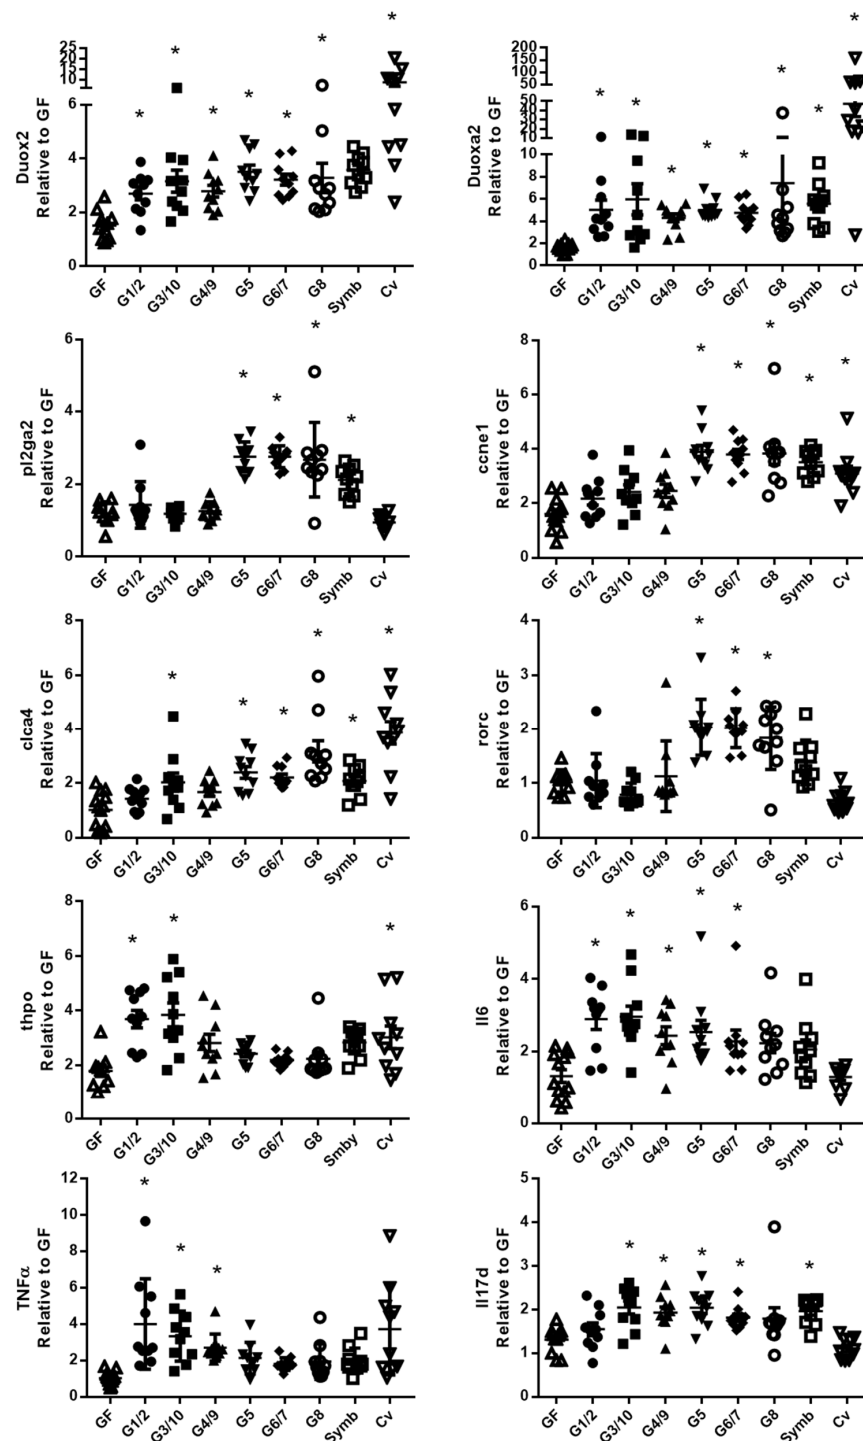 * * * * * * * *
25
20
15
10
6
4
2
0
Duox2
Relative to GF
GF G1/2 G3/10 G4/9 G5 G6/7 G8 Symb Cv
* * * * * * * *
200
150
100
50
50
40
30
20
10
10
8
6
4
2
0
Duoxa2
Relative to GF
GF G1/2 G3/10 G4/9 G5 G6/7 G8 Symb Cv
* * * *
6
4
2
0
pl2ga2
Relative to GF
GF G1/2 G3/10 G4/9 G5 G6/7 G8 Symb Cv
* * * * *
8
6
4
2
0
ccne1
Relative to GF
GF G1/2 G3/10 G4/9 G5 G6/7 G8 Symb Cv
* * * * * *
8
6
4
2
0
clca4
Relative to GF
GF G1/2 G3/10 G4/9 G5 G6/7 G8 Symb Cv
* * *
4
3
2
1
0
rorc
Relative to GF
GF G1/2 G3/10 G4/9 G5 G6/7 G8 Symb Cv
* * *
8
6
4
2
0
thpo
Relative to GF
GF G1/2 G3/10 G4/9 G5 G6/7 G8 Smby Cv
* * * * *
6
4
2
0
Il6
Relative to GF
GF G1/2 G3/10 G4/9 G5 G6/7 G8 Symb Cv
* * *
12
10
8
6
4
2
0
TNFα
Relative to GF
GF G1/2 G3/10 G4/9 G5 G6/7 G8 Symb Cv
* * * * *
5
4
3
2
1
0
Il17d
Relative to GF
GF G1/2 G3/10 G4/9 G5 G6/7 G8 Symb Cv